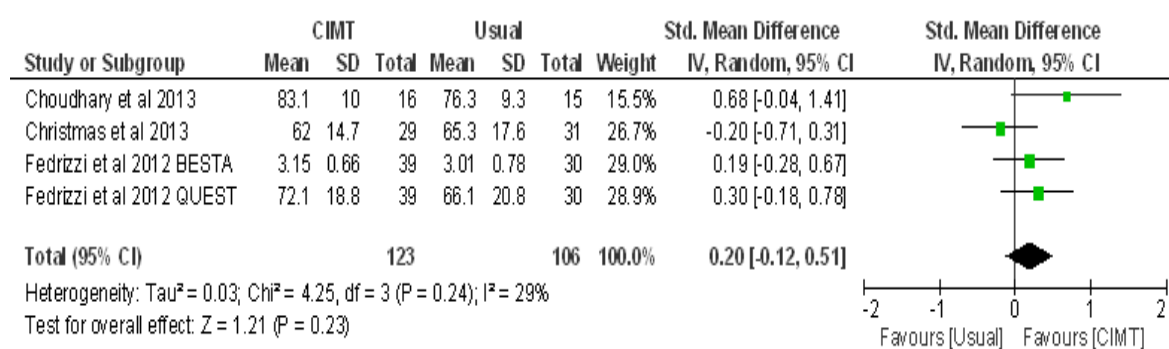 CIMT Usual Std. Mean Difference Std. Mean Difference
Study or Subgroup Mean SD Total Mean SD Total Weight IV, Random, 95% CI IV, Random, 95% CI
Choudhary et al 2013 83.1 10 16 76.3 9.3 15 15.5% 0.68 [-0.04, 1.41]
Christmas et al 2013 62 14.7 29 65.3 17.6 31 26.7% -0.20 [-0.71, 0.31]
Fedrizzi et al 2012 BESTA 3.15 0.66 39 3.01 0.78 30 29.0% 0.19 [-0.28, 0.67]
Fedrizzi et al 2012 QUEST 72.1 18.8 39 66.1 20.8 30 28.9% 0.30 [-0.18, 0.78]
Total (95% CI) 123 106 100.0% 0.20 [-0.12, 0.51]
Heterogeneity: Tau² = 0.03; Chi² = 4.25, df = 3 (P = 0.24); I² = 29%
Test for overall effect: Z = 1.21 (P = 0.23)
-2 -1 0 1 2
Favours [Usual] Favours [CIMT]